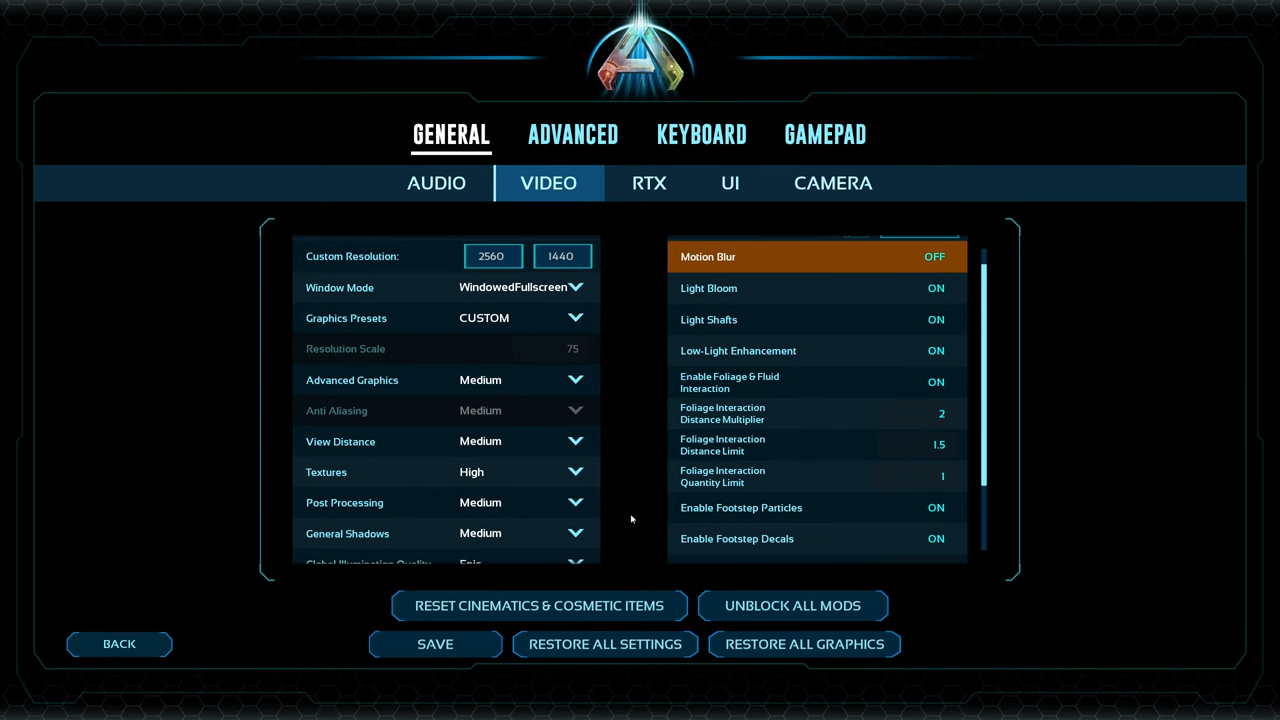 GENERAL ADVANCED KEYBOARD GAMEPAD
AUDIO VIDEO RTX UI CAMERA
Custom Resolution: 2560 1440
Window Mode WindowedFullscreen
Graphics Presets CUSTOM
Resolution Scale 75
Advanced Graphics Medium
Anti Aliasing Medium
View Distance Medium
Textures High
Post Processing Medium
General Shadows Medium
Global Illumination Quality Epic
Motion Blur OFF
Light Bloom ON
Light Shafts ON
Low-Light Enhancement ON
Enable Foliage & Fluid
Interaction ON
Foliage Interaction
Distance Multiplier 2
Foliage Interaction
Distance Limit 1.5
Foliage Interaction
Quantity Limit 1
Enable Footstep Particles ON
Enable Footstep Decals ON
RESET CINEMATICS & COSMETIC ITEMS UNBLOCK ALL MODS
BACK SAVE RESTORE ALL SETTINGS RESTORE ALL GRAPHICS